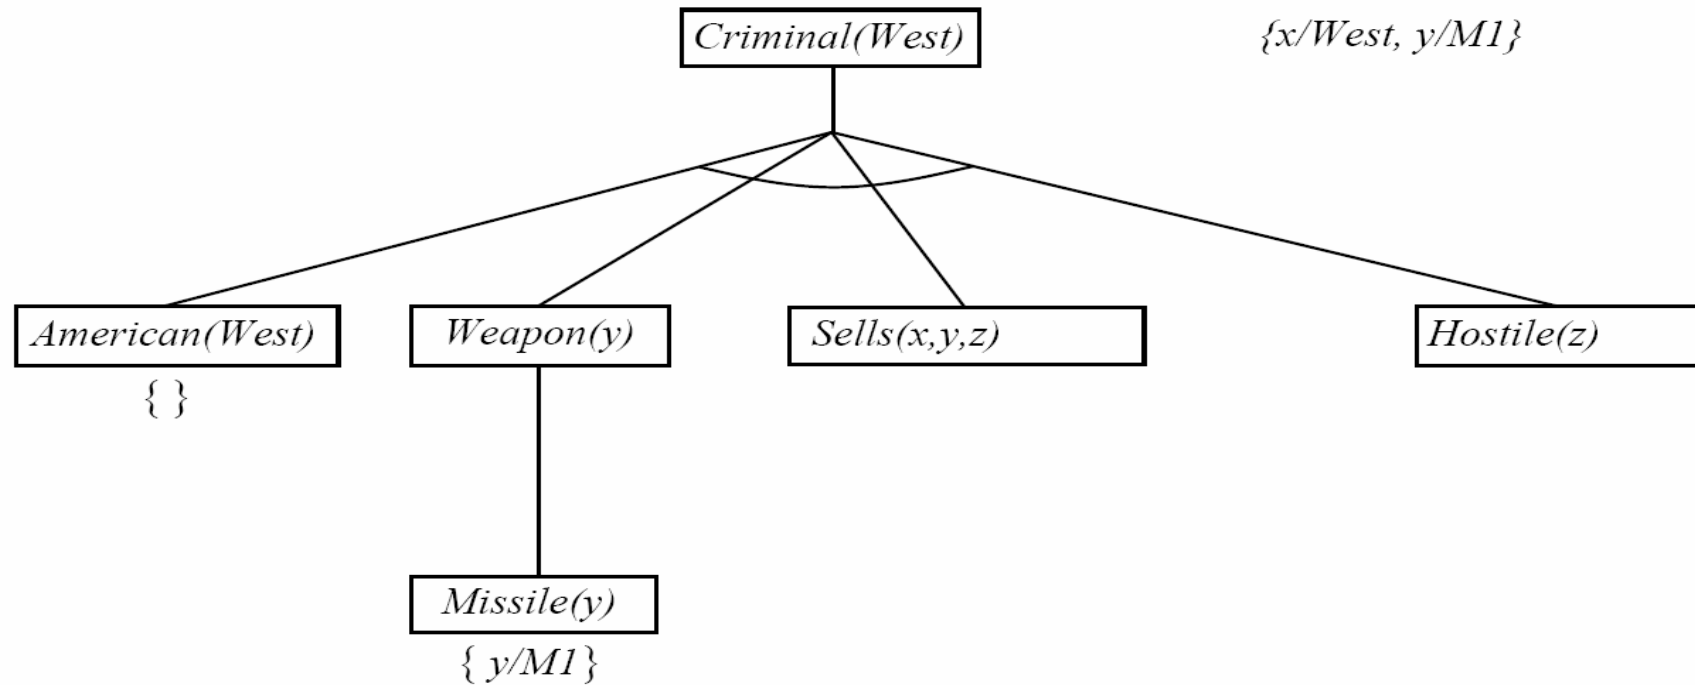 Criminal(West)
{x/West, y/M1}
American(West)
Weapon(y)
Sells(x,y,z)
Hostile(z)
{ }
Missile(y)
{ y/M1 }